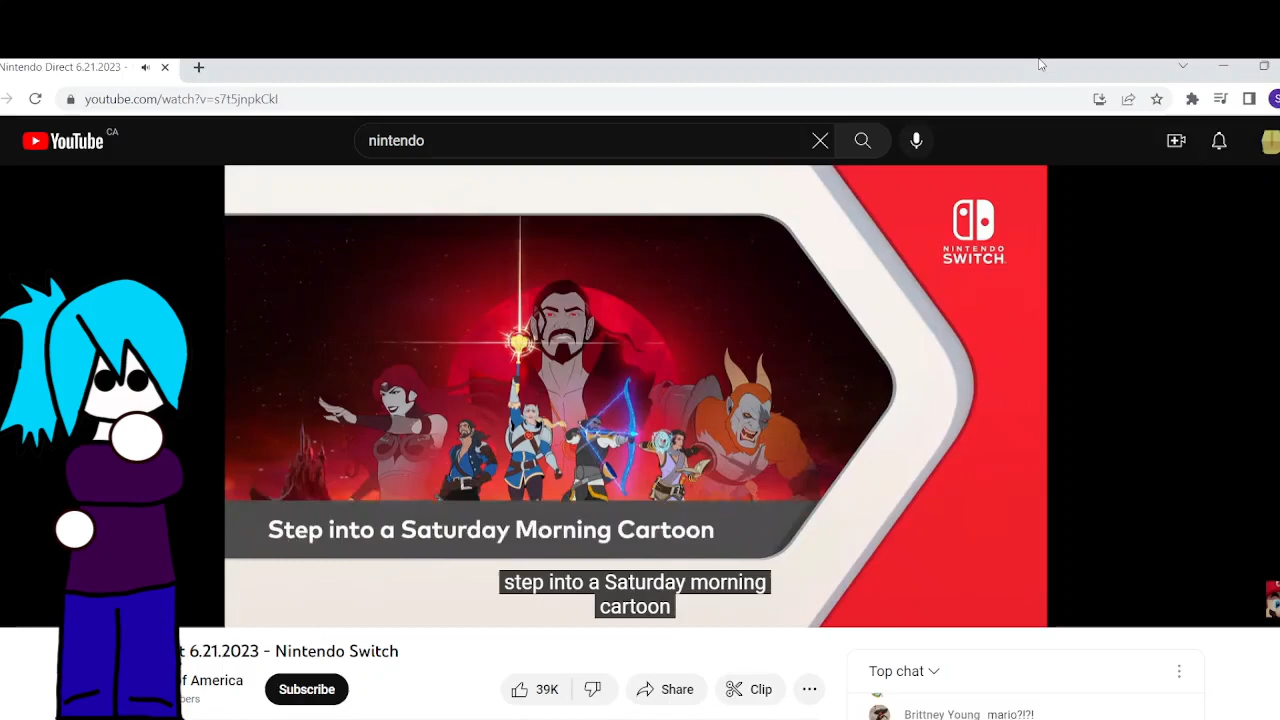 Nintendo Direct 6.21.2023 -
youtube.com/watch?v=s7t5jnpkCkI
YouTube CA
nintendo
NINTENDO
SWITCH
Step into a Saturday Morning Cartoon
step into a Saturday morning
cartoon
6.21.2023 - Nintendo Switch
of America
Subscribe
39K
Share
Clip
Top chat
Brittney Young mario?!?!